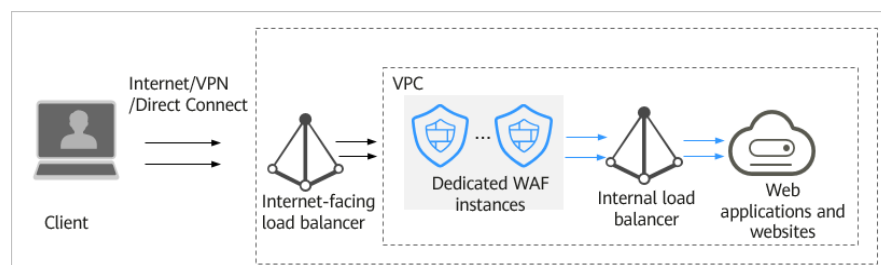 Internet/VPN
/Direct Connect
VPC
...
Client
Internet-facing
load balancer
Dedicated WAF
instances
Internal load
balancer
Web
applications and
websites